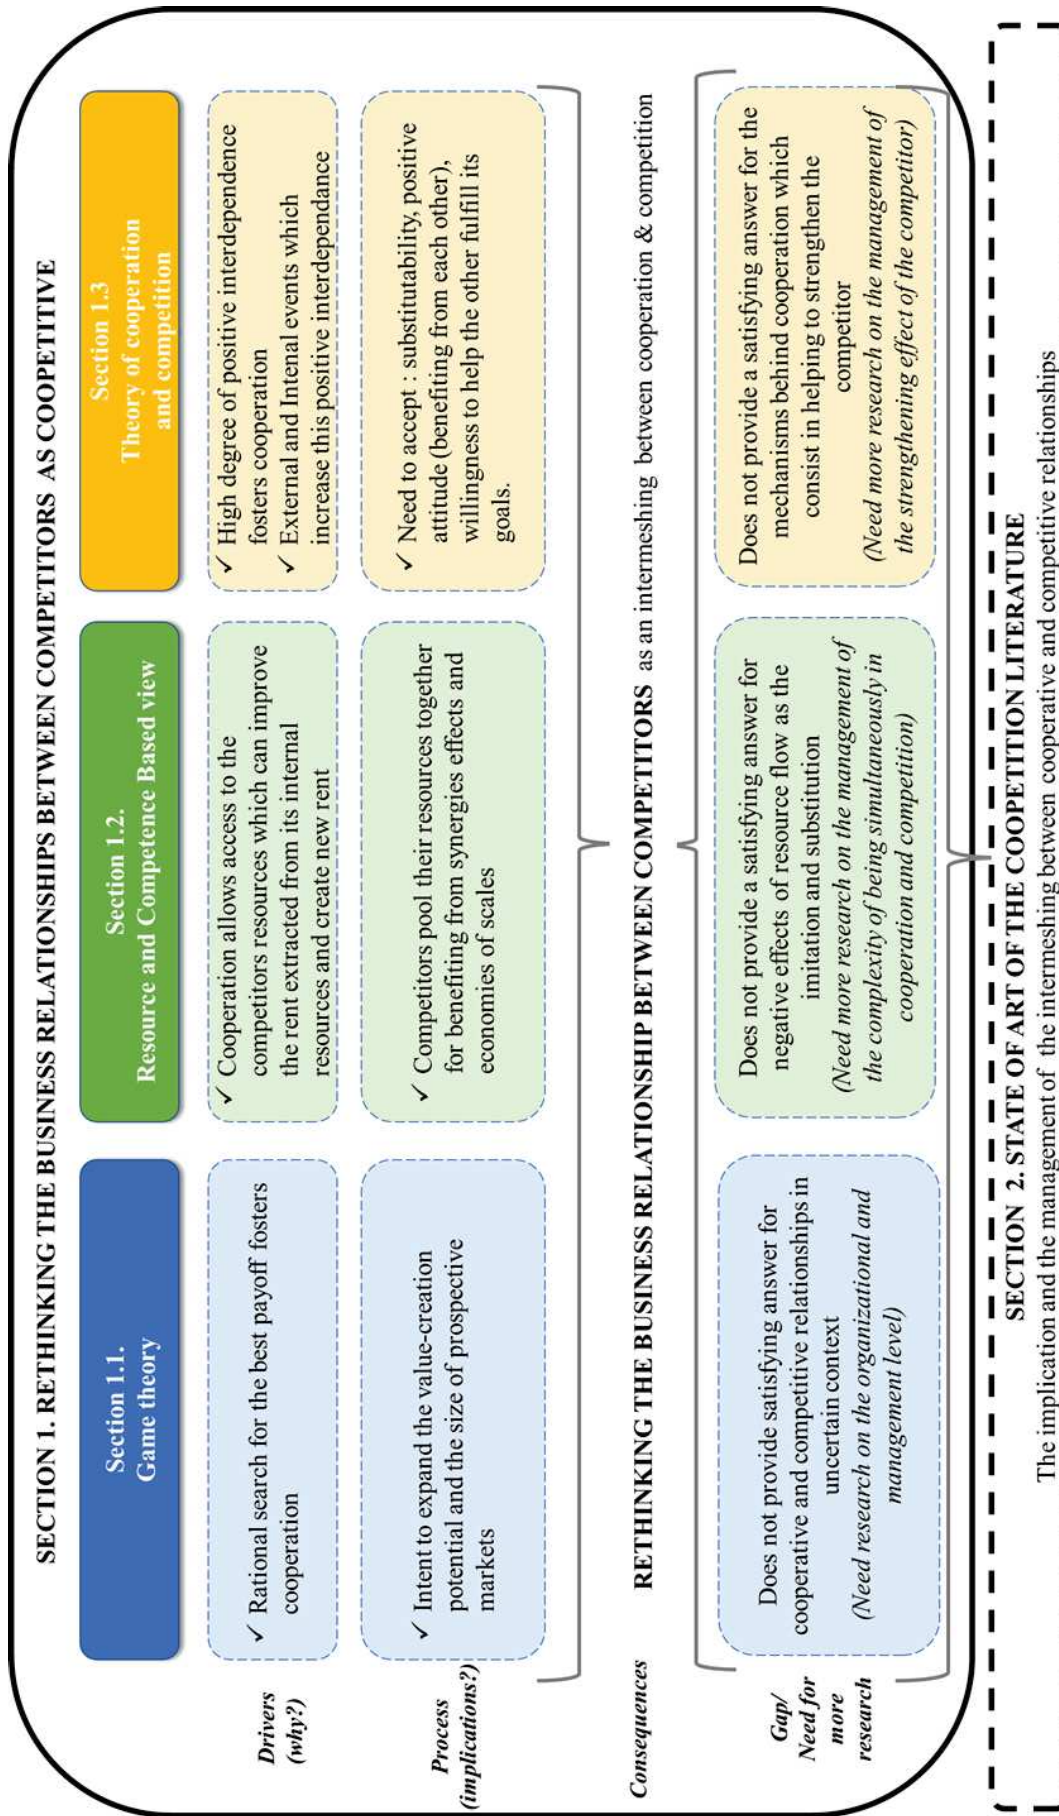 SECTION 1. RETHINKING THE BUSINESS RELATIONSHIPS BETWEEN COMPETITORS AS COOPETITIVE
Section 1.1.
Game theory
Section 1.2.
Resource and Competence Based view
Section 1.3
Theory of cooperation
and competition
Drivers
(why?)
✓ Rational search for the best payoff fosters
cooperation
✓ Cooperation allows access to the
competitors resources which can improve
the rent extracted from its internal
resources and create new rent
✓ High degree of positive interdependence
fosters cooperation
✓ External and Internal events which
increase this positive interdependance
Process
(implications?)
✓ Intent to expand the value-creation
potential and the size of prospective
markets
✓ Competitors pool their resources together
for benefiting from synergies effects and
economies of scales
✓ Need to accept : substitutability, positive
attitude (benefiting from each other),
willingness to help the other fulfill its
goals.
Consequences
RETHINKING THE BUSINESS RELATIONSHIP BETWEEN COMPETITORS as an intermeshing between cooperation & competition
Gap/
Need for
more
research
Does not provide satisfying answer for
cooperative and competitive relationships in
uncertain context
(Need research on the organizational and
management level)
Does not provide a satisfying answer for
negative effects of resource flow as the
imitation and substitution
(Need more research on the management of
the complexity of being simultaneously in
cooperation and competition)
Does not provide a satisfying answer for the
mechanisms behind cooperation which
consist in helping to strengthen the
competitor
(Need more research on the management of
the strengthening effect of the competitor)
SECTION 2. STATE OF ART OF THE COOPETITION LITERATURE
The implication and the management of the intermeshing between cooperative and competitive relationships